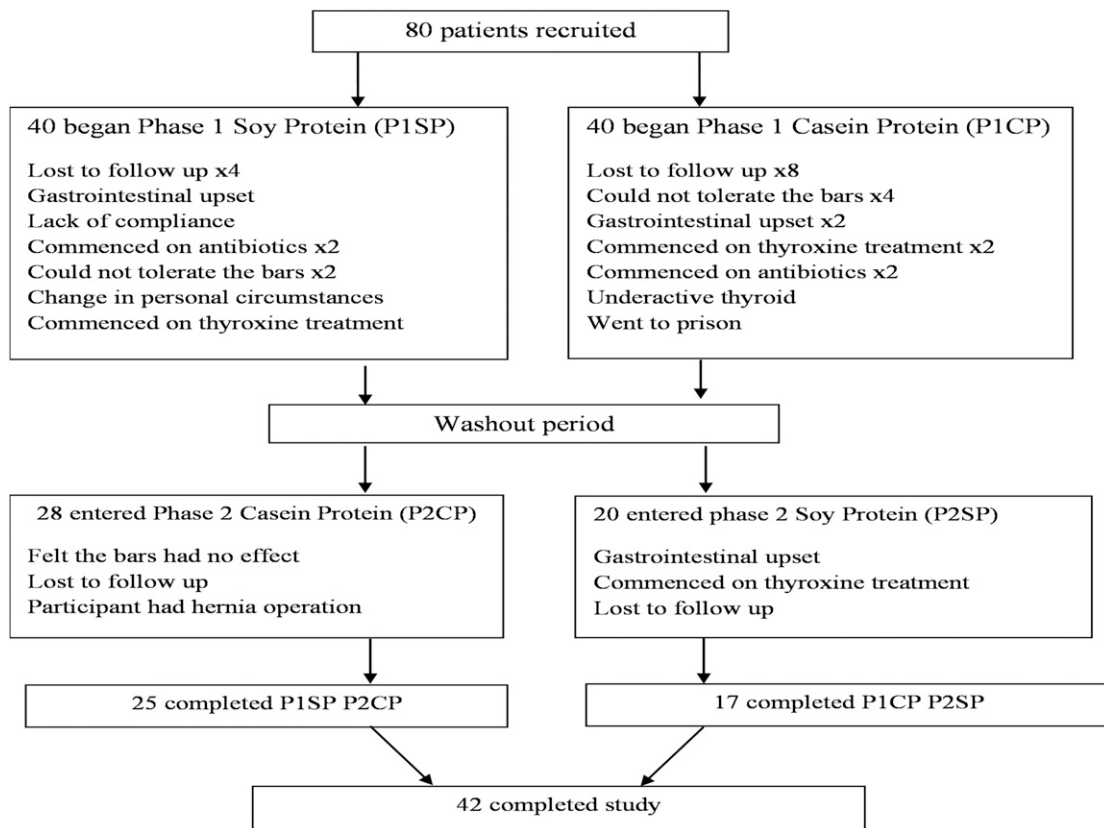 80 patients recruited
40 began Phase 1 Soy Protein (P1SP)
Lost to follow up x4
Gastrointestinal upset
Lack of compliance
Commenced on antibiotics x2
Could not tolerate the bars x2
Change in personal circumstances
Commenced on thyroxine treatment
40 began Phase 1 Casein Protein (P1CP)
Lost to follow up x8
Could not tolerate the bars x4
Gastrointestinal upset x2
Commenced on thyroxine treatment x2
Commenced on antibiotics x2
Underactive thyroid
Went to prison
Washout period
28 entered Phase 2 Casein Protein (P2CP)
Felt the bars had no effect
Lost to follow up
Participant had hernia operation
20 entered phase 2 Soy Protein (P2SP)
Gastrointestinal upset
Commenced on thyroxine treatment
Lost to follow up
25 completed P1SP P2CP
17 completed P1CP P2SP
42 completed study